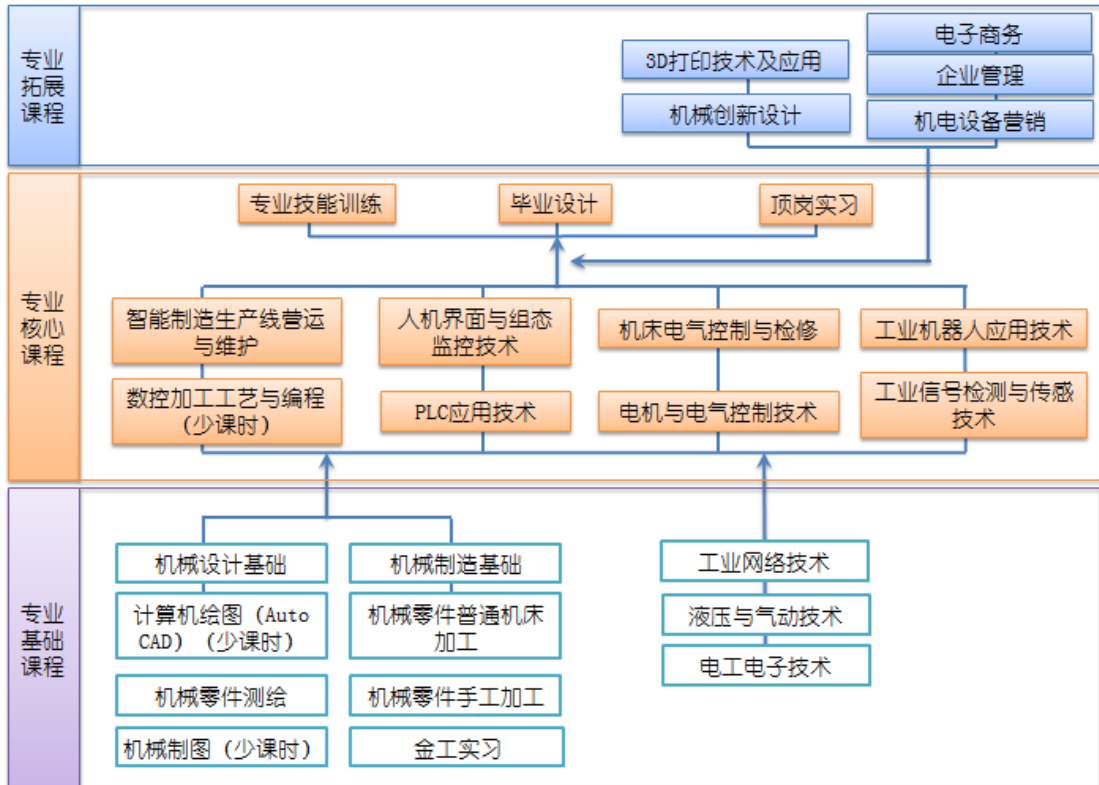 专业
拓展
课程
电子商务
3D打印技术及应用
企业管理
机械创新设计
机电设备营销
专业
核心
课程
专业技能训练
毕业设计
顶岗实习
智能制造生产线营运
与维护
人机界面与组态
监控技术
机床电气控制与检修
工业机器人应用技术
数控加工工艺与编程
(少课时)
PLC应用技术
电机与电气控制技术
工业信号检测与传感
技术
专业
基础
课程
机械设计基础
机械制造基础
工业网络技术
计算机绘图 (Auto
CAD) (少课时)
机械零件普通机床
加工
液压与气动技术
电工电子技术
机械零件测绘
机械零件手工加工
机械制图 (少课时)
金工实习